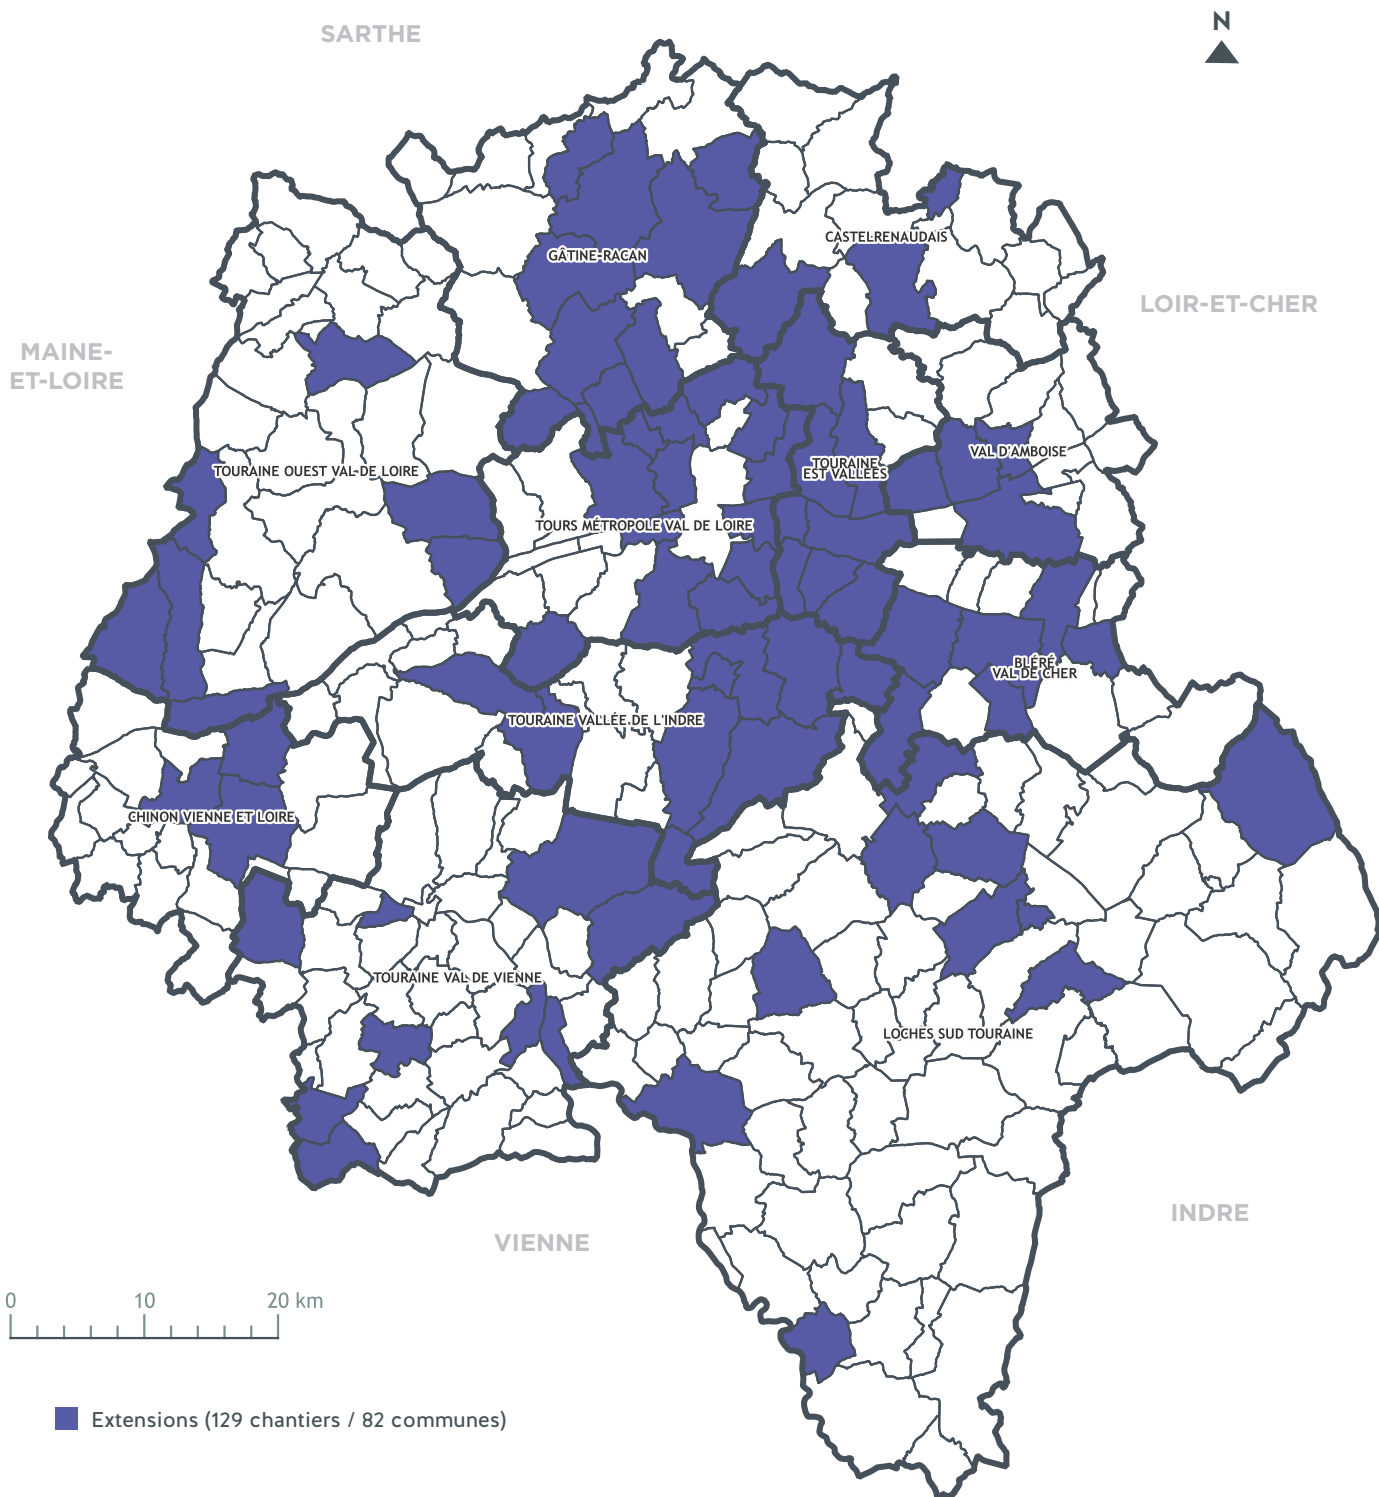 N
SARTHE
CASTELRENAUDAIS
GÂTINE-RACAN
LOIR-ET-CHER
MAINE-
ET-LOIRE
VAL D'AMBOISE
TOURAINE
EST VALLÉES
TOURAINE OUEST VAL DE LOIRE
TOURS MÉTROPOLE VAL DE LOIRE
BLÉRÉ
VAL DE CHER
TOURAINE VALLÉE DE L'INDRE
CHINON VIENNE ET LOIRE
TOURAINE VAL DE VIENNE
LOCHES SUD TOURAINE
INDRE
VIENNE
0 10 20 km
Extensions (129 chantiers / 82 communes)